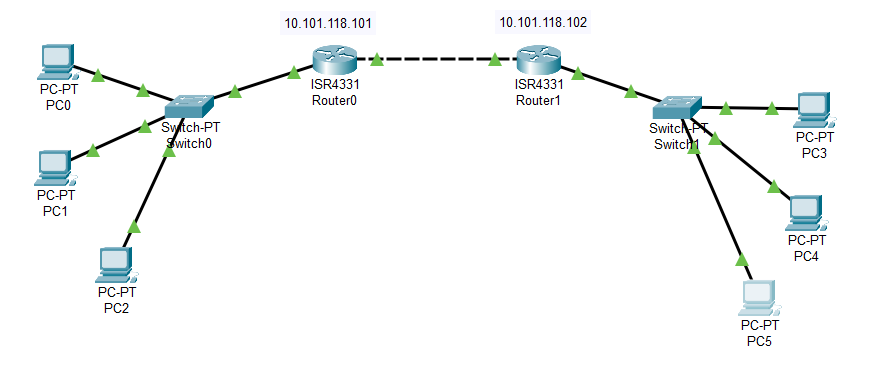 10.101.118.101
10.101.118.102
ISR4331
Router0
ISR4331
Router1
PC-PT
PC0
Switch-PT
Switch0
Switch-PT
Switch1
PC-PT
PC3
PC-PT
PC1
PC-PT
PC4
PC-PT
PC2
PC-PT
PC5